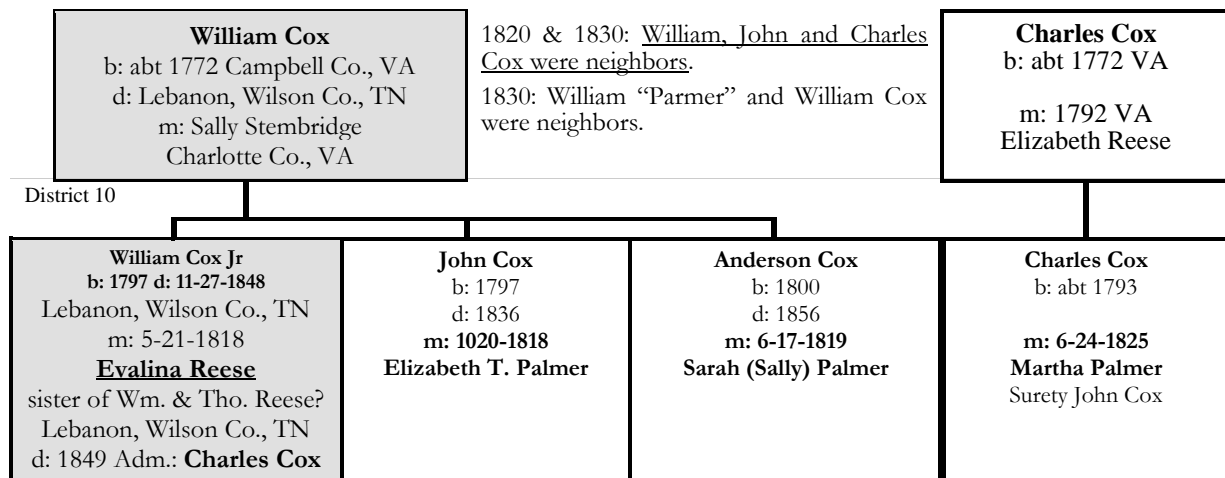 William Cox
b: abt 1772 Campbell Co., VA
d: Lebanon, Wilson Co., TN
m: Sally Stembridge
Charlotte Co., VA
1820 & 1830: William, John and Charles
Cox were neighbors.
1830: William “Parmer” and William Cox
were neighbors.
Charles Cox
b: abt 1772 VA
m: 1792 VA
Elizabeth Reese
District 10
William Cox Jr
b: 1797 d: 11-27-1848
Lebanon, Wilson Co., TN
m: 5-21-1818
Evalina Reese
sister of Wm. & Tho. Reese?
Lebanon, Wilson Co., TN
d: 1849 Adm.: Charles Cox
John Cox
b: 1797
d: 1836
m: 1020-1818
Elizabeth T. Palmer
Anderson Cox
b: 1800
d: 1856
m: 6-17-1819
Sarah (Sally) Palmer
Charles Cox
b: abt 1793
m: 6-24-1825
Martha Palmer
Surety John Cox